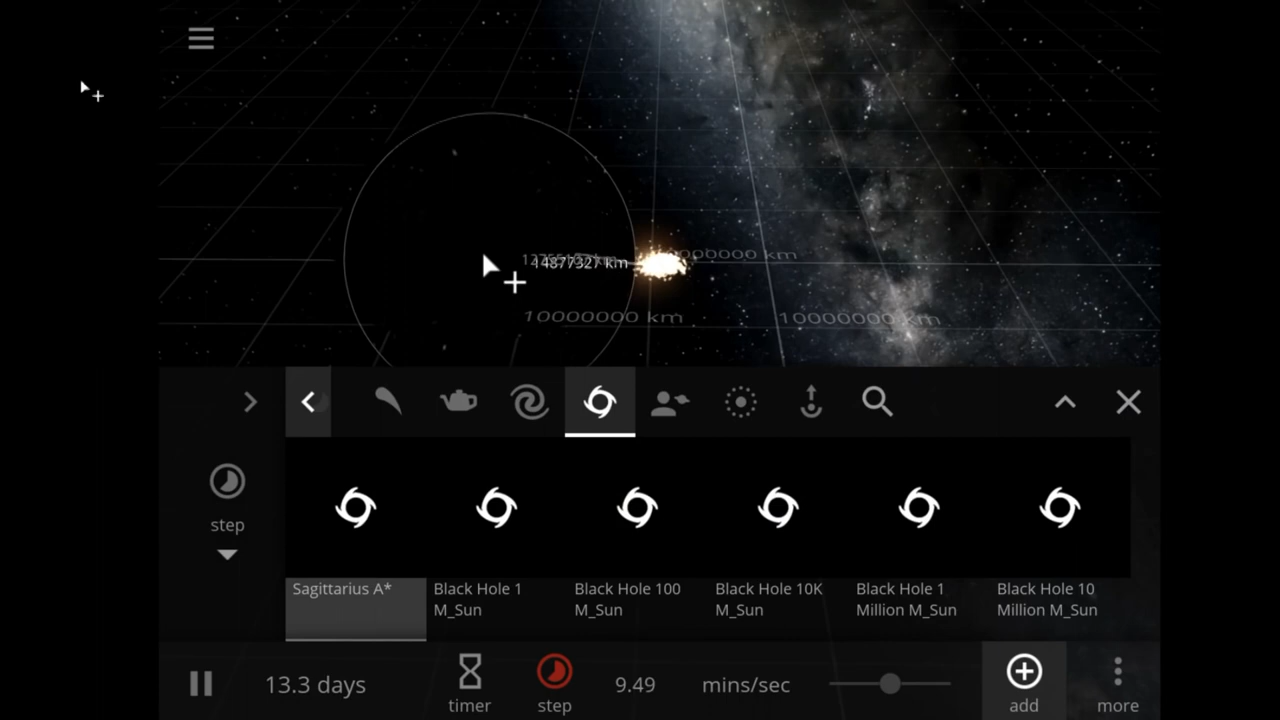 0000000 km
14877327 km
10000000 km
10000000 km
step
Sagittarius A*
Black Hole 1
M_Sun
Black Hole 100
M_Sun
Black Hole 10K
M_Sun
Black Hole 1
Million M_Sun
Black Hole 10
Million M_Sun
13.3 days
timer
step
9.49
mins/sec
add
more